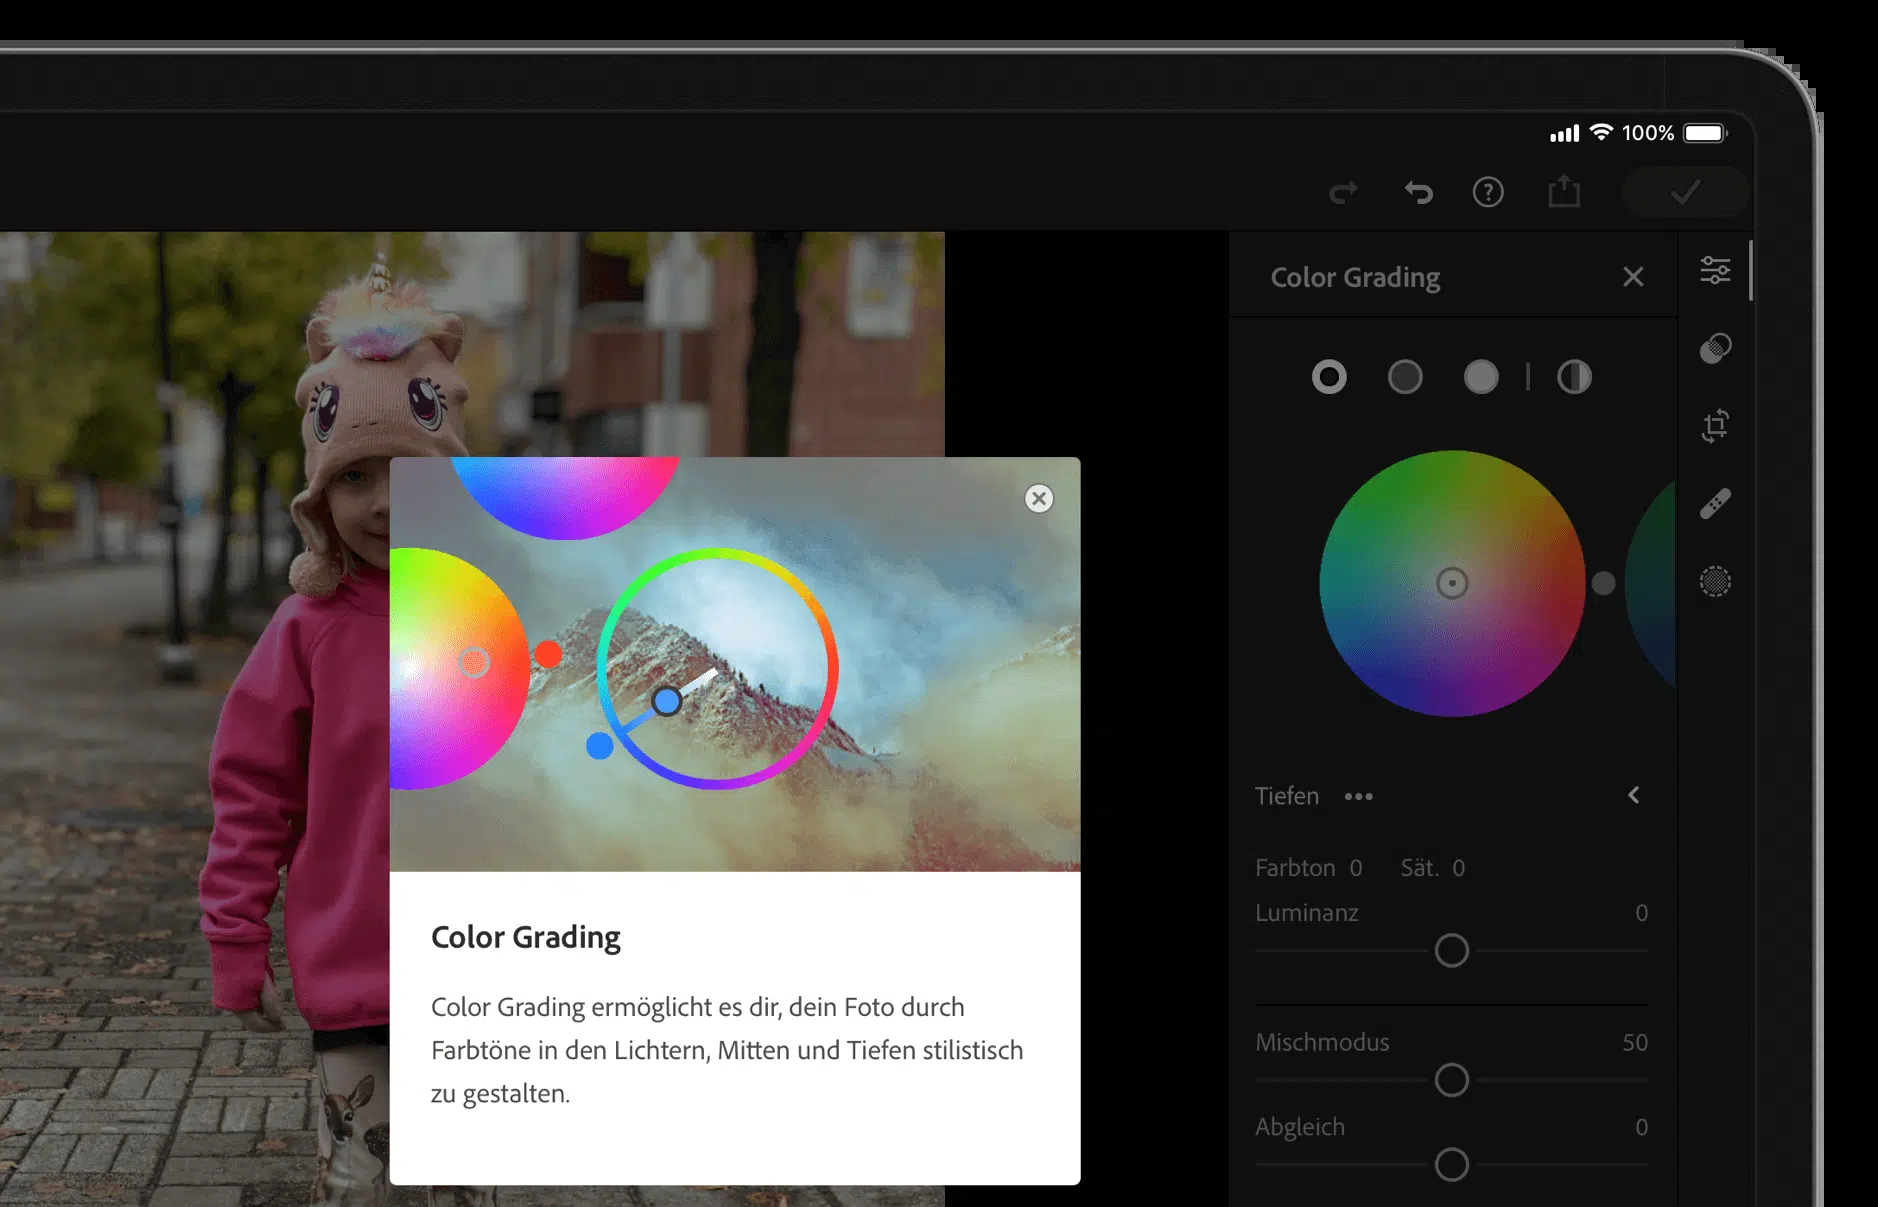 100%
Color Grading
Tiefen
Farbton 0 Sät. 0
Luminanz 0
Mischmodus 50
Abgleich 0
Color Grading
Color Grading ermöglicht es dir, dein Foto durch
Farbtöne in den Lichtern, Mitten und Tiefen stilistisch
zu gestalten.